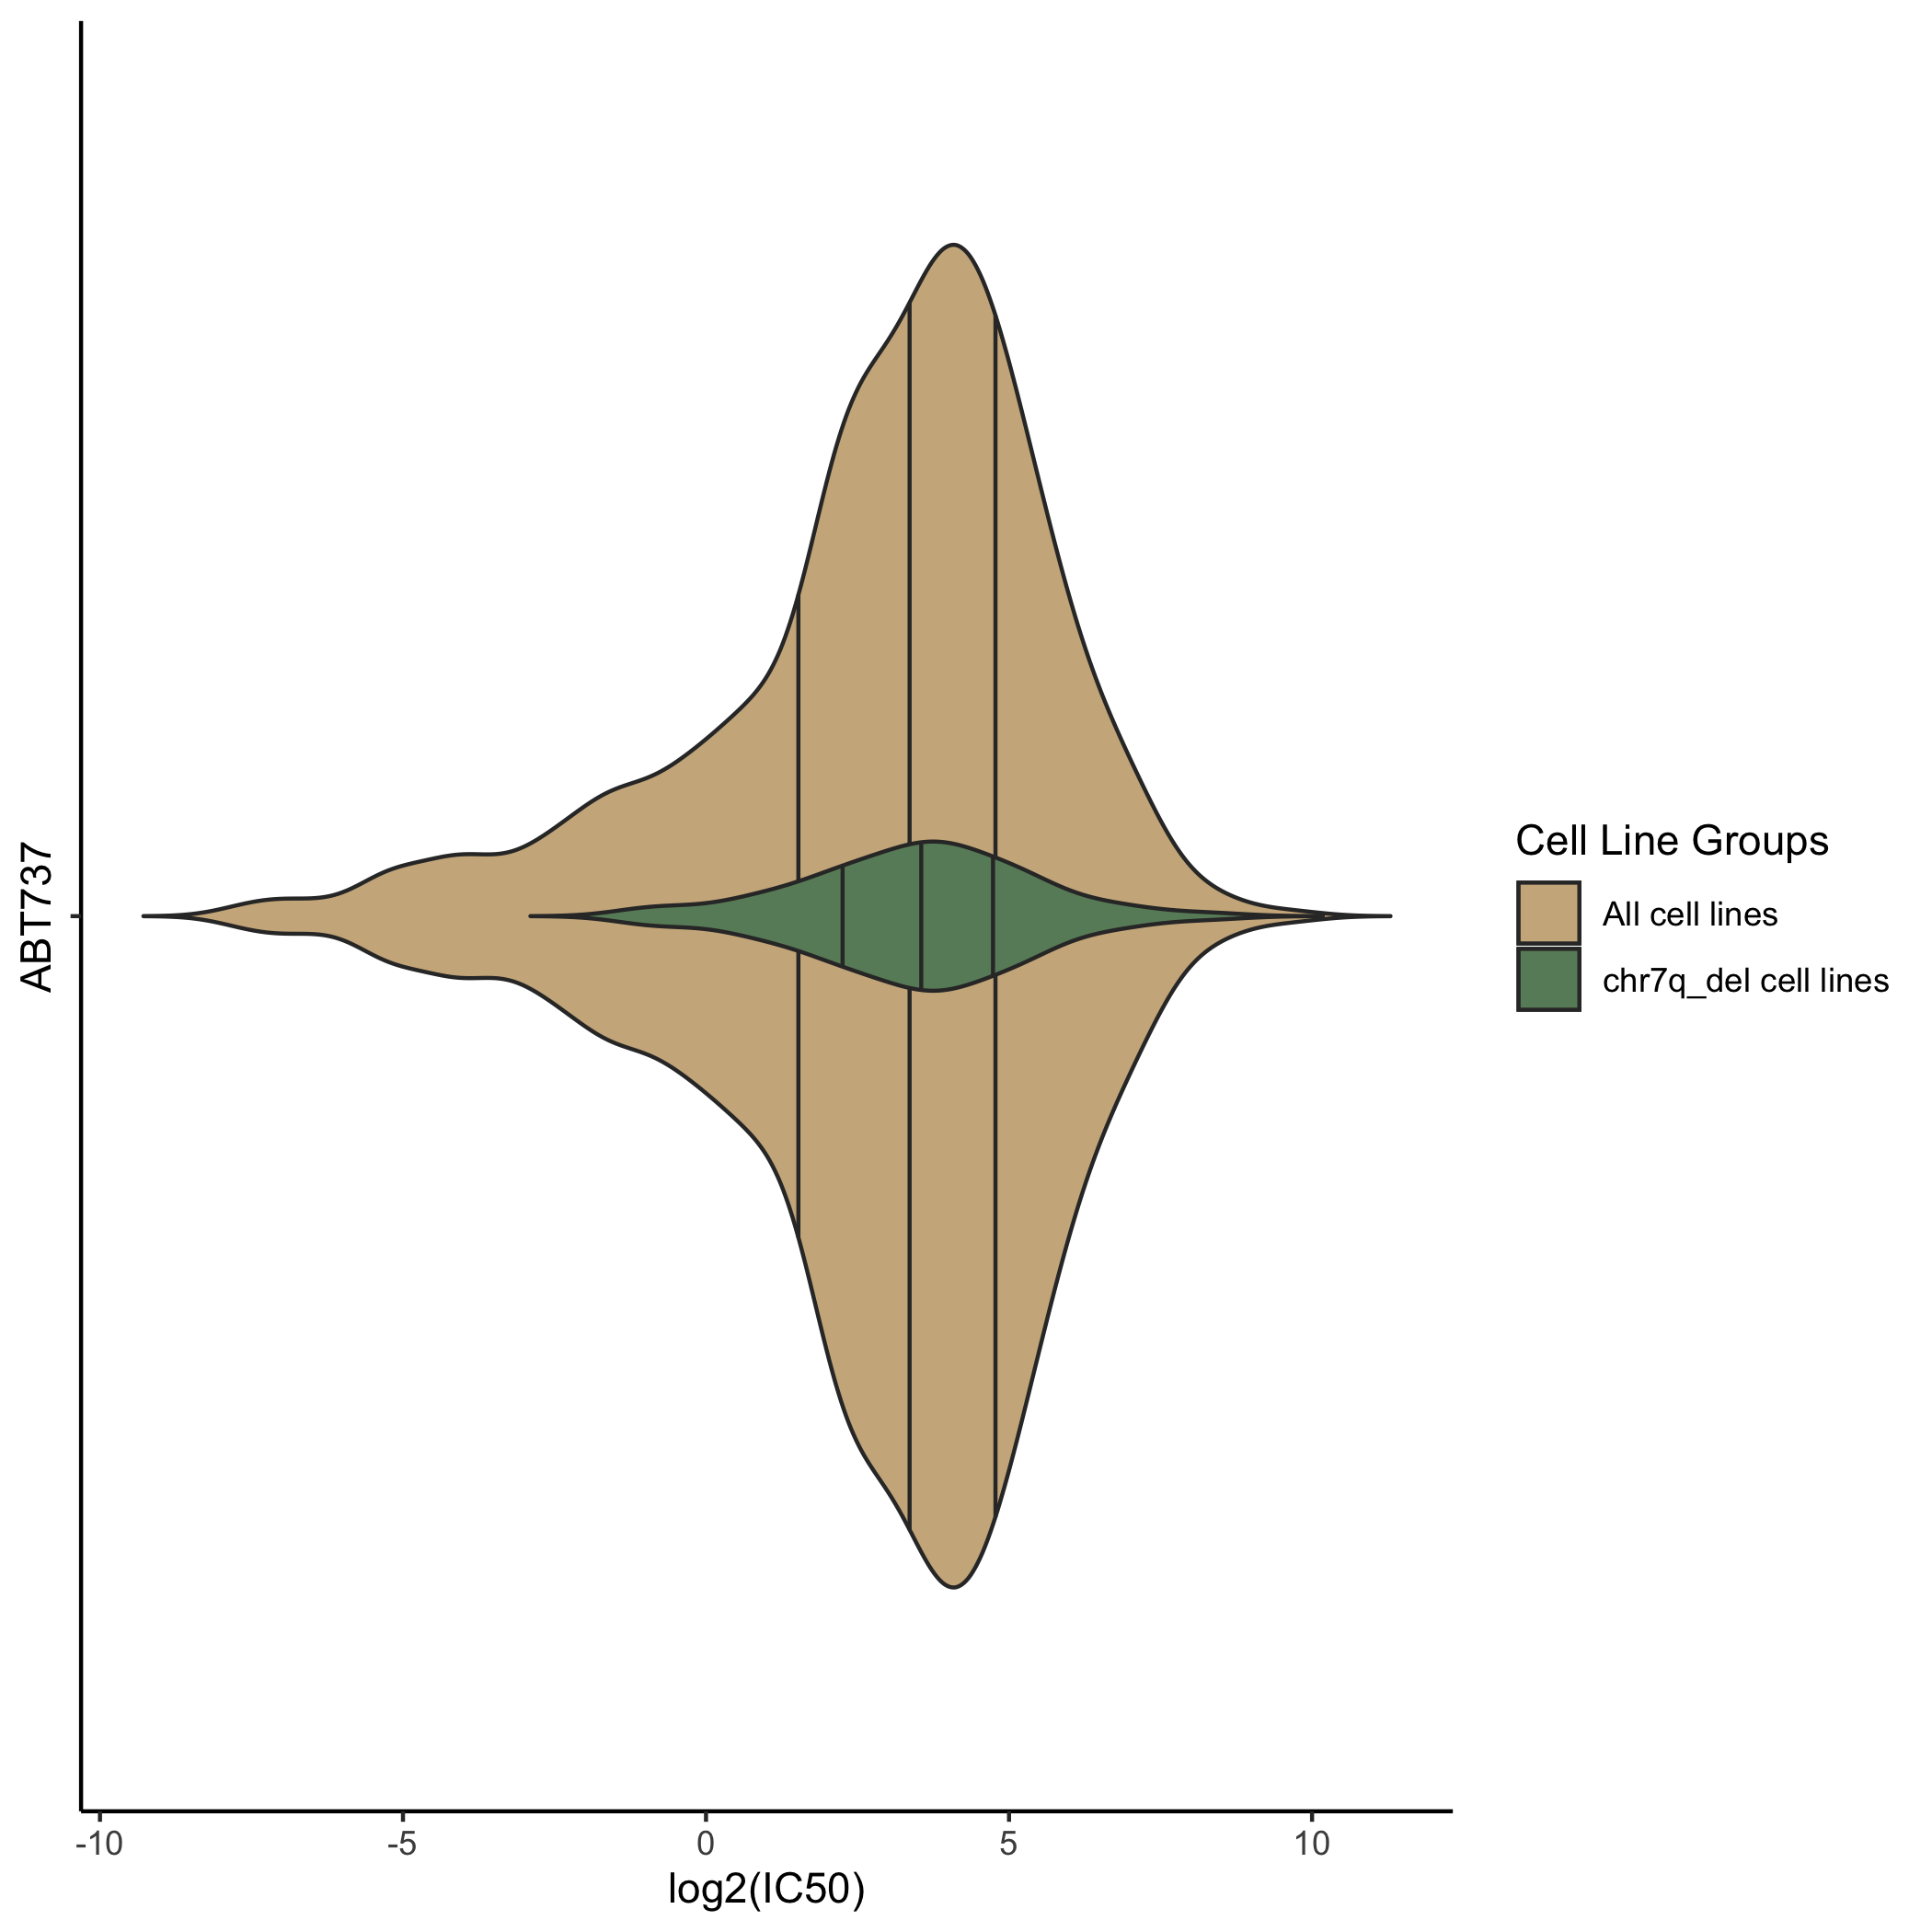 ABT737
-10
-5
0
5
10
log2(IC50)
Cell Line Groups
All cell lines
chr7q_del cell lines